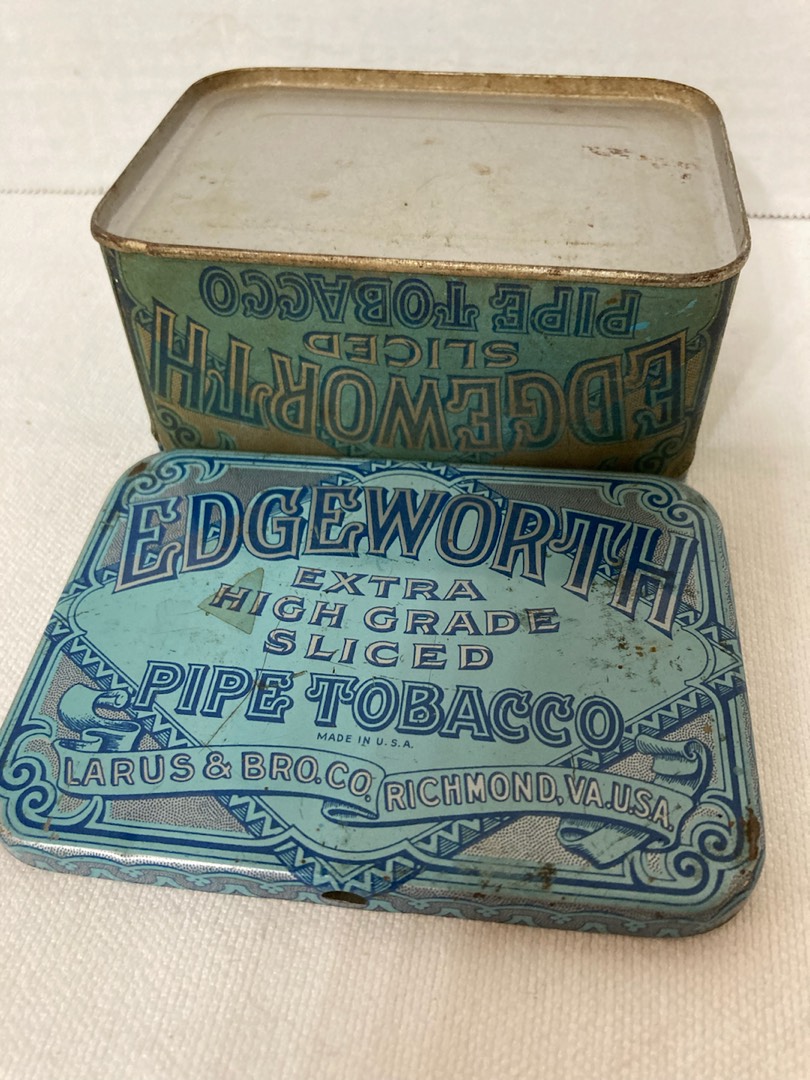 PIPE TOBACCO
SLICED
EDGEWORTH
EDGEWORTH
EXTRA
HIGH GRADE
SLICED
PIPE TOBACCO
MADE IN U.S.A.
LARUS & BRO. CO. RICHMOND, VA. U.S.A.